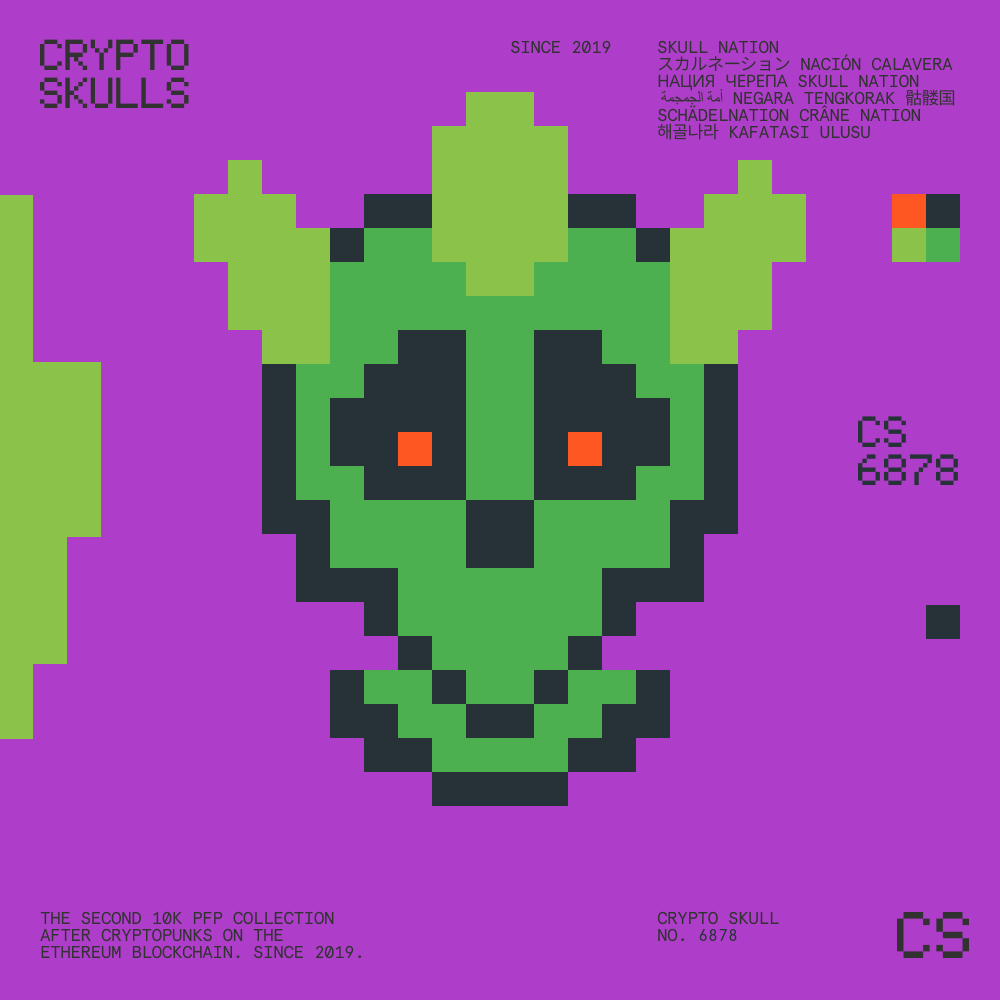 CRYPTO
SKULLS
SINCE 2019
SKULL NATION
スカルネーション NACIÓN CALAVERA
НАЦИЯ ЧЕРЕПА SKULL NATION
أمة الجمجمة NEGARA TENGKORAK 骷髅国
SCHÄDELNATION CRÂNE NATION
해골나라 KAFATASI ULUSU
CS
6878
THE SECOND 10K PFP COLLECTION
AFTER CRYPTOPUNKS ON THE
ETHEREUM BLOCKCHAIN. SINCE 2019.
CRYPTO SKULL
NO. 6878
CS